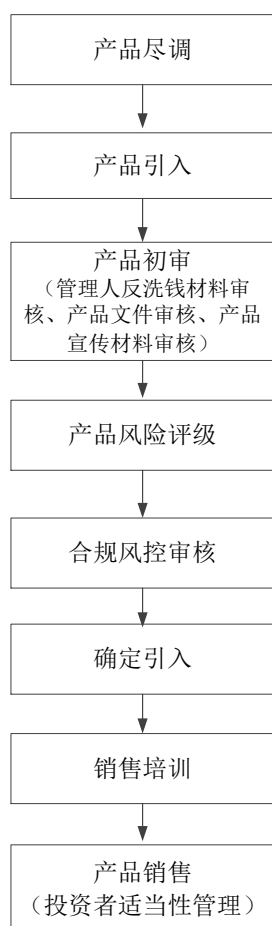 产品尽调
产品引入
产品初审
（管理人反洗钱材料审
核、产品文件审核、产品
宣传材料审核）
产品风险评级
合规风控审核
确定引入
销售培训
产品销售
（投资者适当性管理）